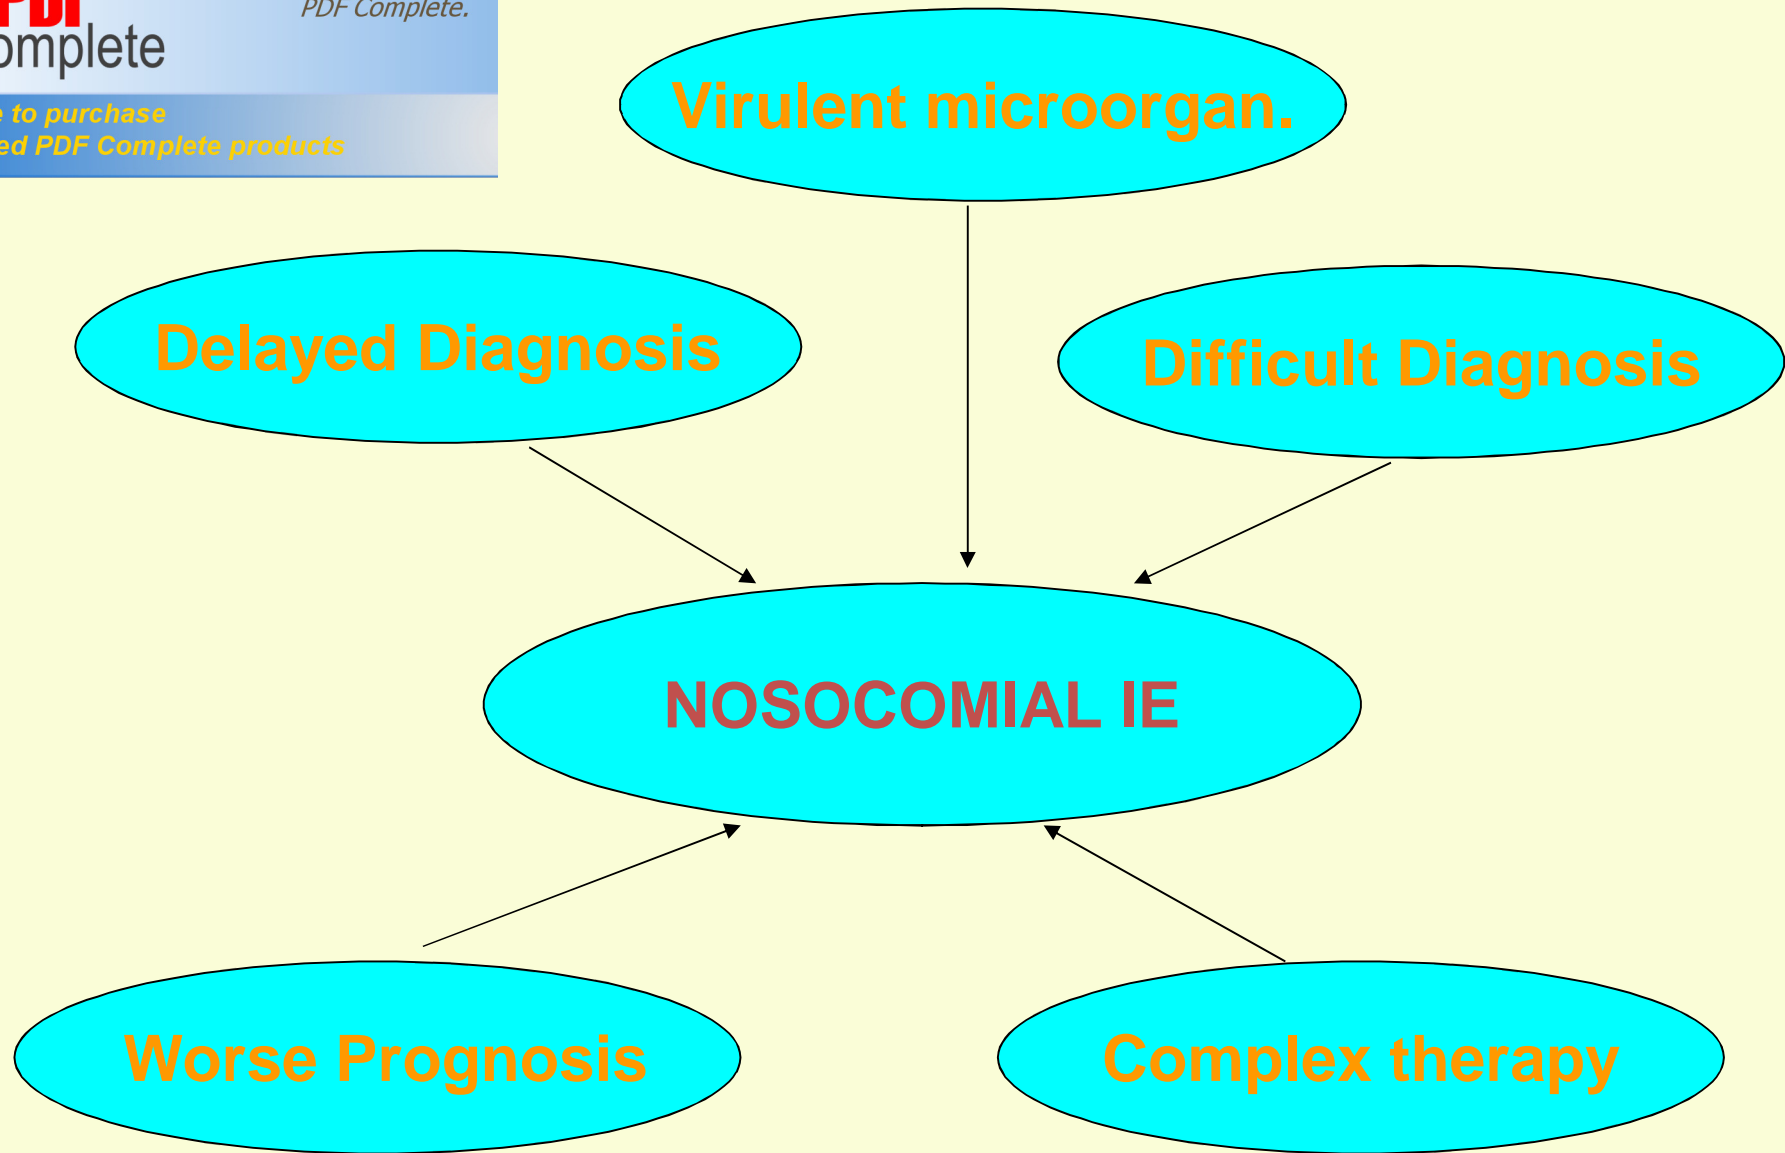 PDF Complete.
omplete
e to purchase
ed PDF Complete products
Virulent microorgan.
Delayed Diagnosis
Difficult Diagnosis
NOSOCOMIAL IE
Worse Prognosis
Complex therapy